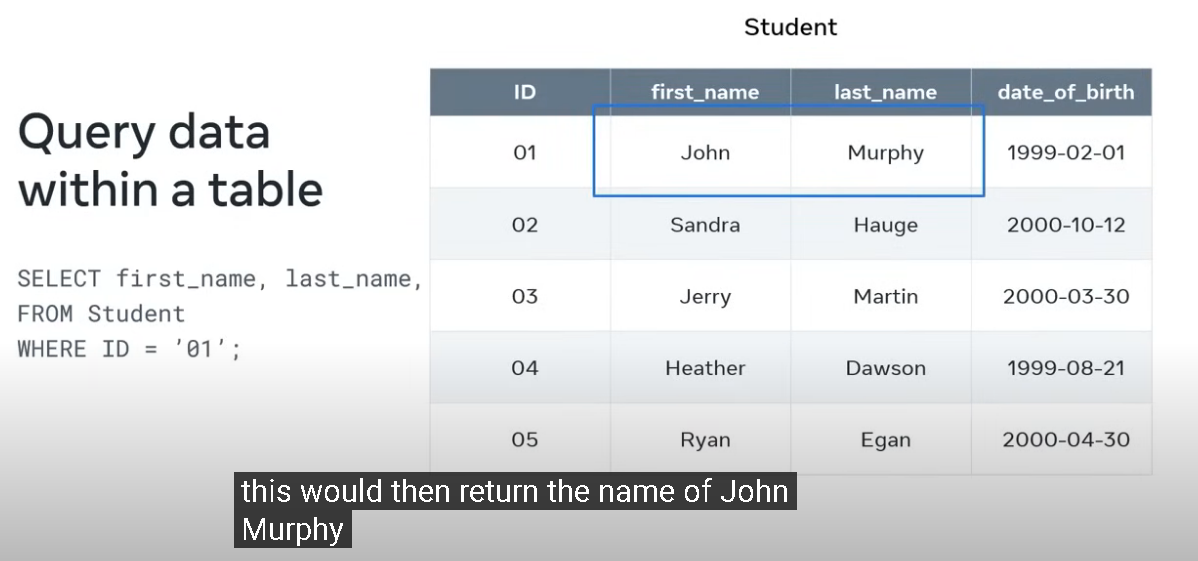 Student
Query data
within a table
SELECT first_name, last_name,
FROM Student
WHERE ID = '01';
ID first_name last_name date_of_birth
01 John Murphy 1999-02-01
02 Sandra Hauge 2000-10-12
03 Jerry Martin 2000-03-30
04 Heather Dawson 1999-08-21
05 Ryan Egan 2000-04-30
this would then return the name of John
Murphy